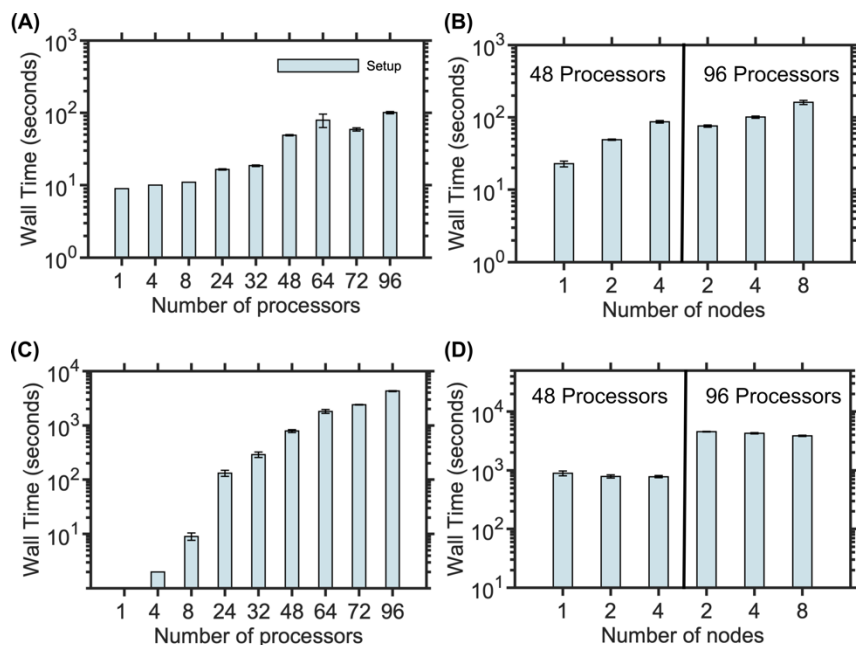 (A)
10³
10²
10¹
10⁰
Wall Time (seconds)
Setup
1 4 8 24 32 48 64 72 96
Number of processors
(B)
10³
10²
10¹
10⁰
Wall Time (seconds)
48 Processors
96 Processors
1 2 4 2 4 8
Number of nodes
(C)
10⁴
10³
10²
10¹
Wall Time (seconds)
1 4 8 24 32 48 64 72 96
Number of processors
(D)
10⁴
10³
10²
10¹
Wall Time (seconds)
48 Processors
96 Processors
1 2 4 2 4 8
Number of nodes